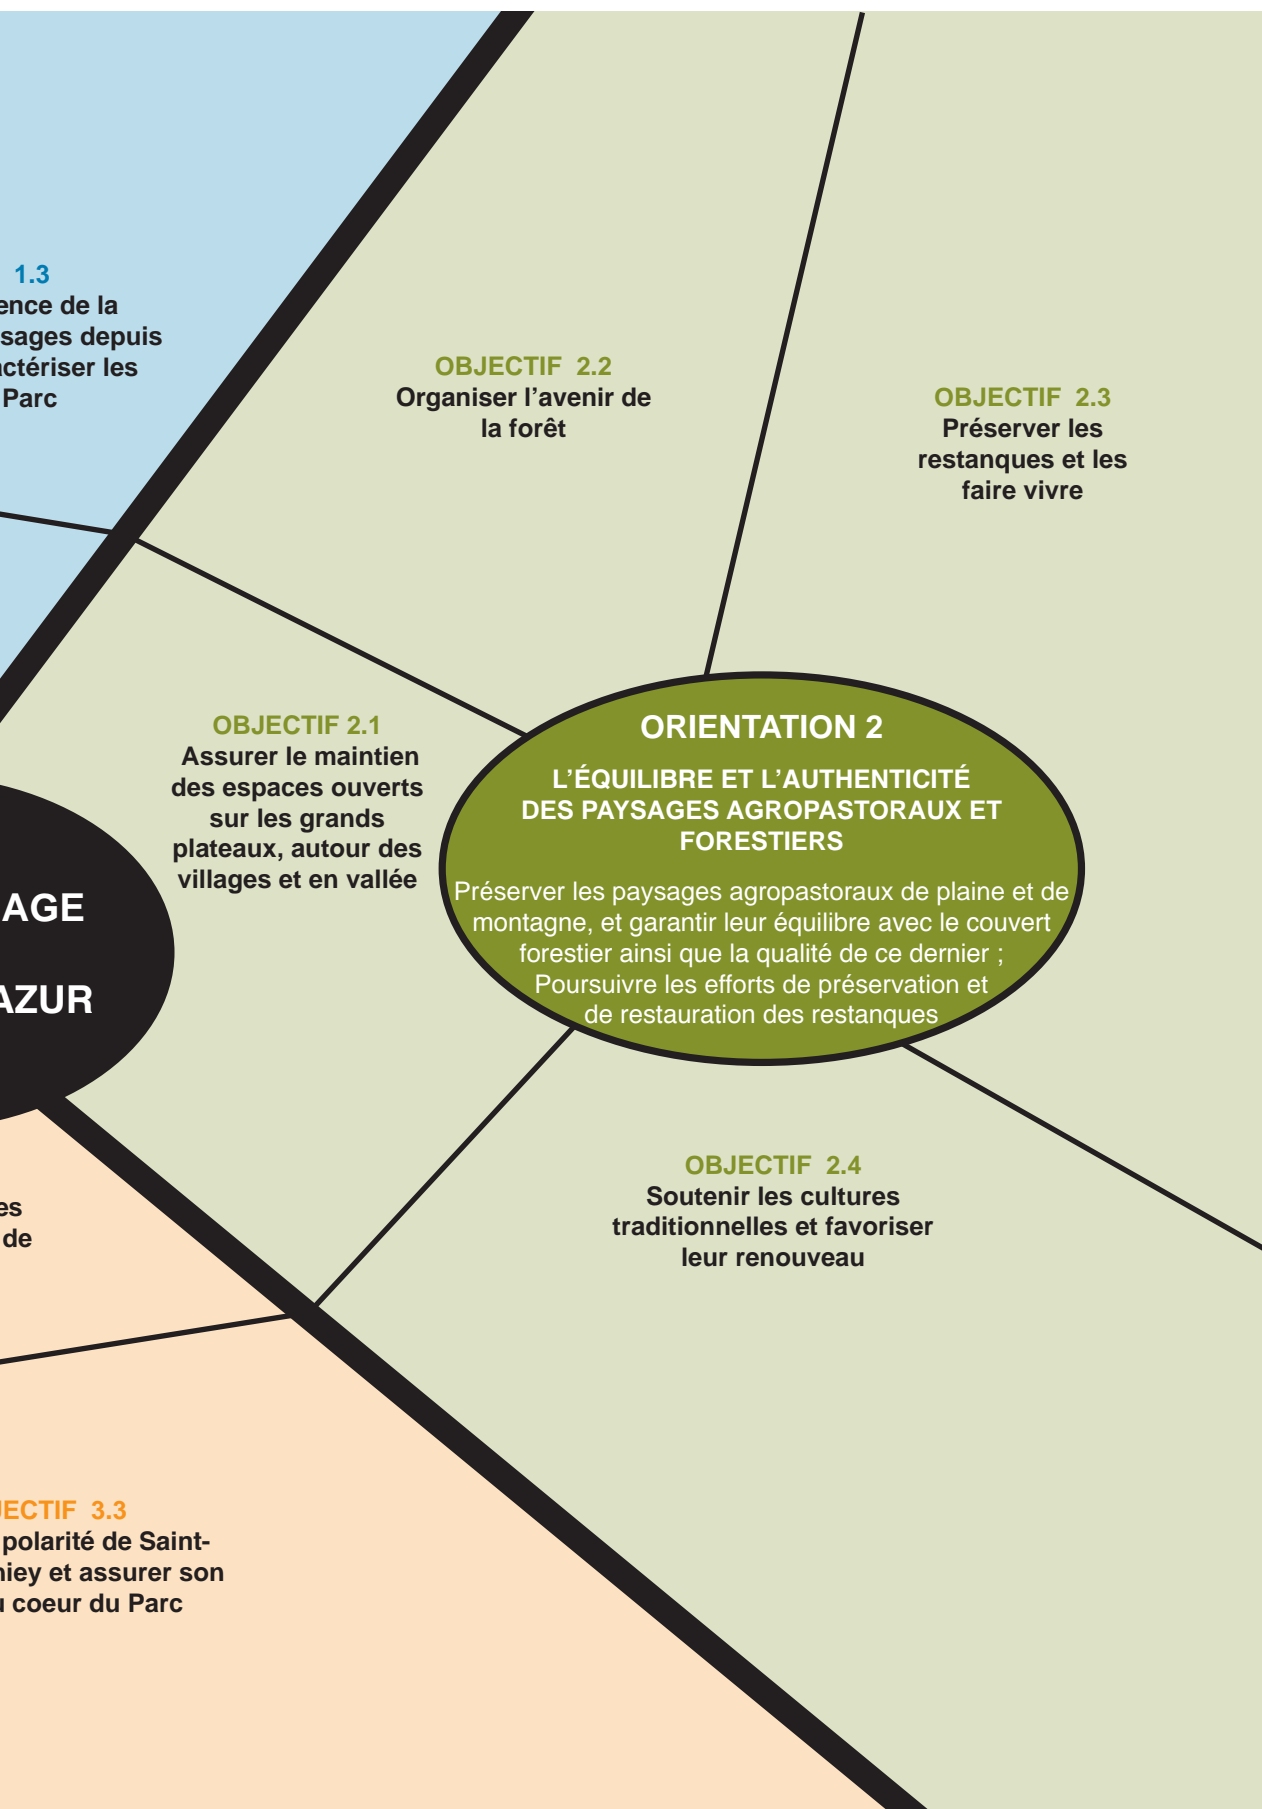 1.3
ence de la
sages depuis
actériser les
Parc
OBJECTIF 2.2
Organiser l’avenir de
la forêt
OBJECTIF 2.3
Préserver les
restanques et les
faire vivre
OBJECTIF 2.1
Assurer le maintien
des espaces ouverts
sur les grands
plateaux, autour des
villages et en vallée
ORIENTATION 2
L’ÉQUILIBRE ET L’AUTHENTICITÉ
DES PAYSAGES AGROPASTORAUX ET
FORESTIERS
Préserver les paysages agropastoraux de plaine et de
montagne, et garantir leur équilibre avec le couvert
forestier ainsi que la qualité de ce dernier ;
Poursuivre les efforts de préservation et
de restauration des restanques
AGE
AZUR
OBJECTIF 2.4
Soutenir les cultures
traditionnelles et favoriser
leur renouveau
es
de
JECTIF 3.3
polarité de Saint-
hiey et assurer son
u coeur du Parc